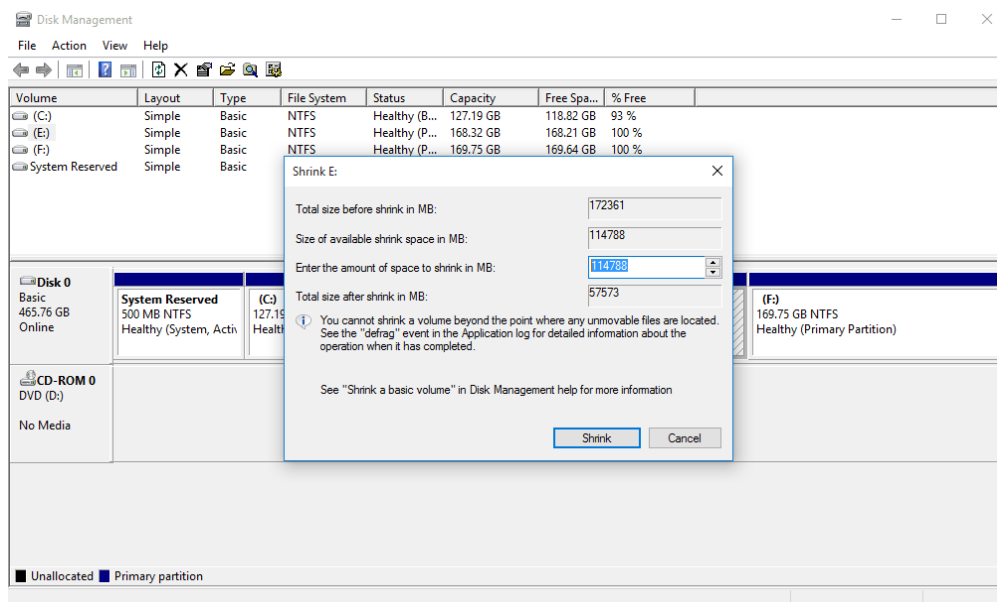 Disk Management
File Action View Help
Volume Layout Type File System Status Capacity Free Spa... % Free
(C:) Simple Basic NTFS Healthy (B... 127.19 GB 118.82 GB 93 %
(E:) Simple Basic NTFS Healthy (P... 168.32 GB 168.21 GB 100 %
(F:) Simple Basic NTFS Healthy (P... 169.75 GB 169.64 GB 100 %
System Reserved Simple Basic
Shrink E:
Total size before shrink in MB: 172361
Size of available shrink space in MB: 114788
Enter the amount of space to shrink in MB: 114788
Total size after shrink in MB: 57573
You cannot shrink a volume beyond the point where any unmovable files are located.
See the "defrag" event in the Application log for detailed information about the
operation when it has completed.
See "Shrink a basic volume" in Disk Management help for more information
Shrink Cancel
Disk 0
Basic
465.76 GB
Online
System Reserved
500 MB NTFS
Healthy (System, Activ
(C:)
127.19
Healt
(F:)
169.75 GB NTFS
Healthy (Primary Partition)
CD-ROM 0
DVD (D:)
No Media
Unallocated Primary partition